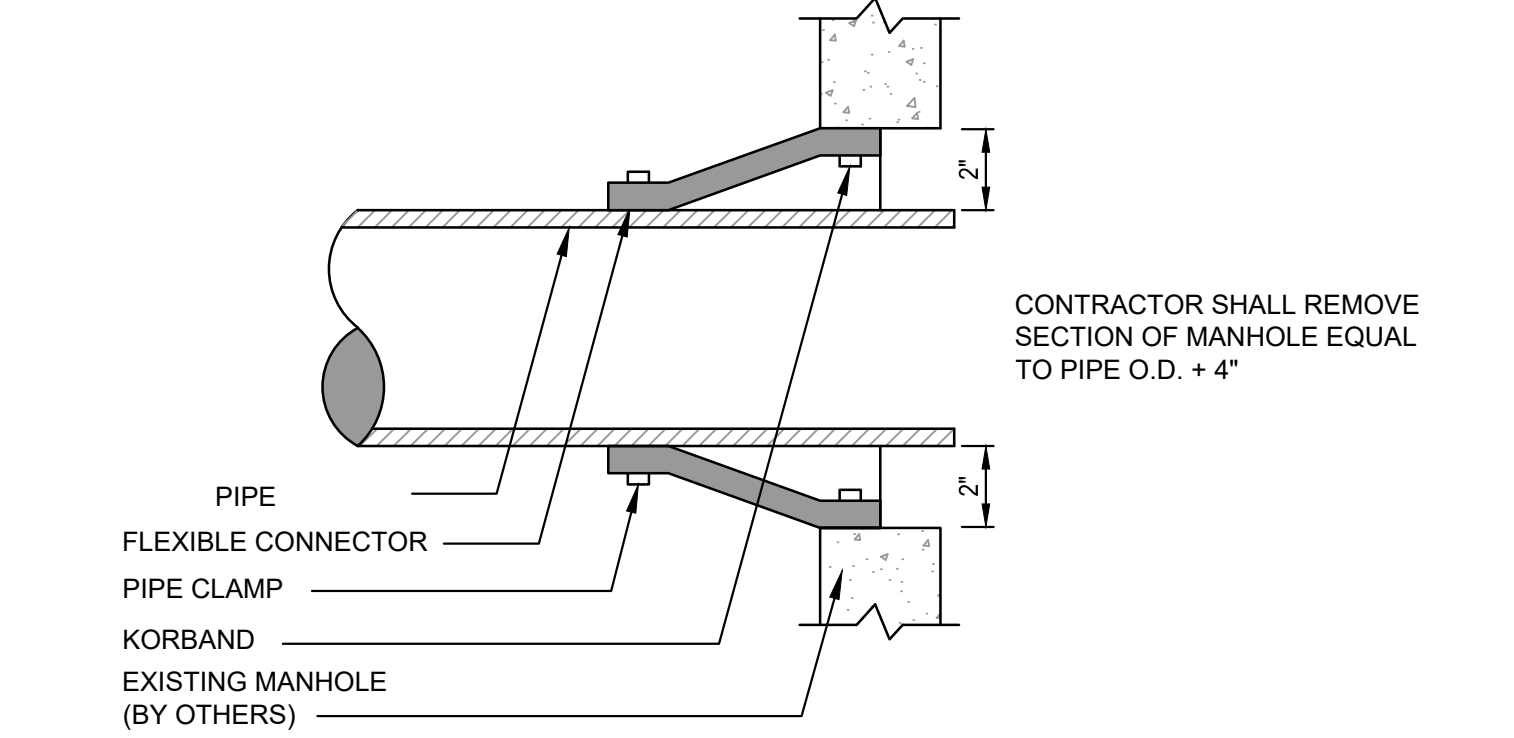 2"
CONTRACTOR SHALL REMOVE
SECTION OF MANHOLE EQUAL
TO PIPE O.D. + 4"
2"
PIPE
FLEXIBLE CONNECTOR
PIPE CLAMP
KORBAND
EXISTING MANHOLE
(BY OTHERS)